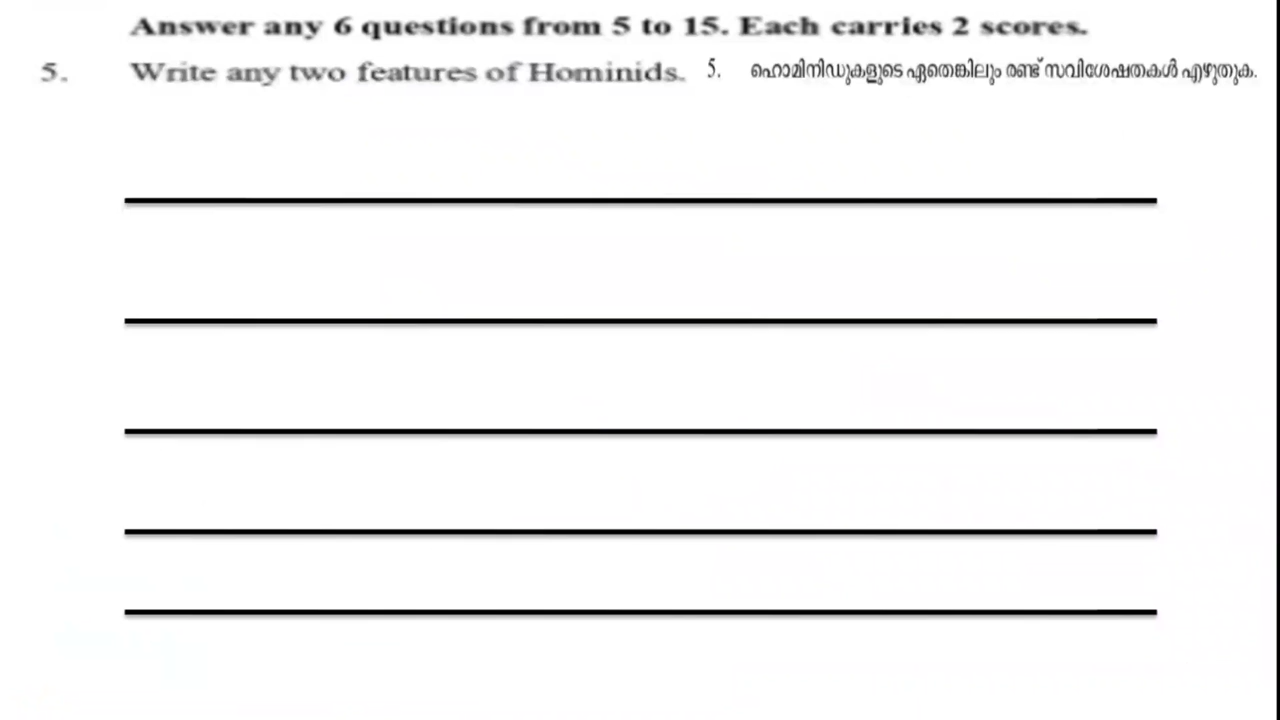 Answer any 6 questions from 5 to 15. Each carries 2 scores.
5. Write any two features of Hominids.
5. ഹൊമിനിഡുകളുടെ ഏതെങ്കിലും രണ്ട് സവിശേഷതകൾ എഴുതുക.